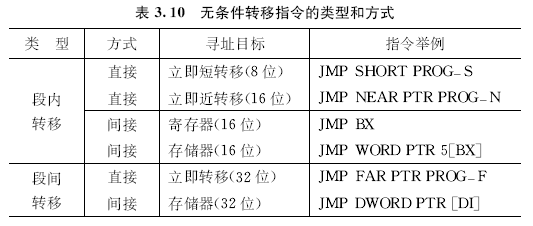 表 3.10 无条件转移指令的类型和方式
类 型 方式 寻址目标 指令举例
段内转移 直接 立即短转移(8 位) JMP SHORT PROG_S
直接 立即近转移(16 位) JMP NEAR PTR PROG_N
间接 寄存器(16 位) JMP BX
间接 存储器(16 位) JMP WORD PTR 5[BX]
段间转移 直接 立即转移(32 位) JMP FAR PTR PROG_F
间接 存储器(32 位) JMP DWORD PTR [DI]